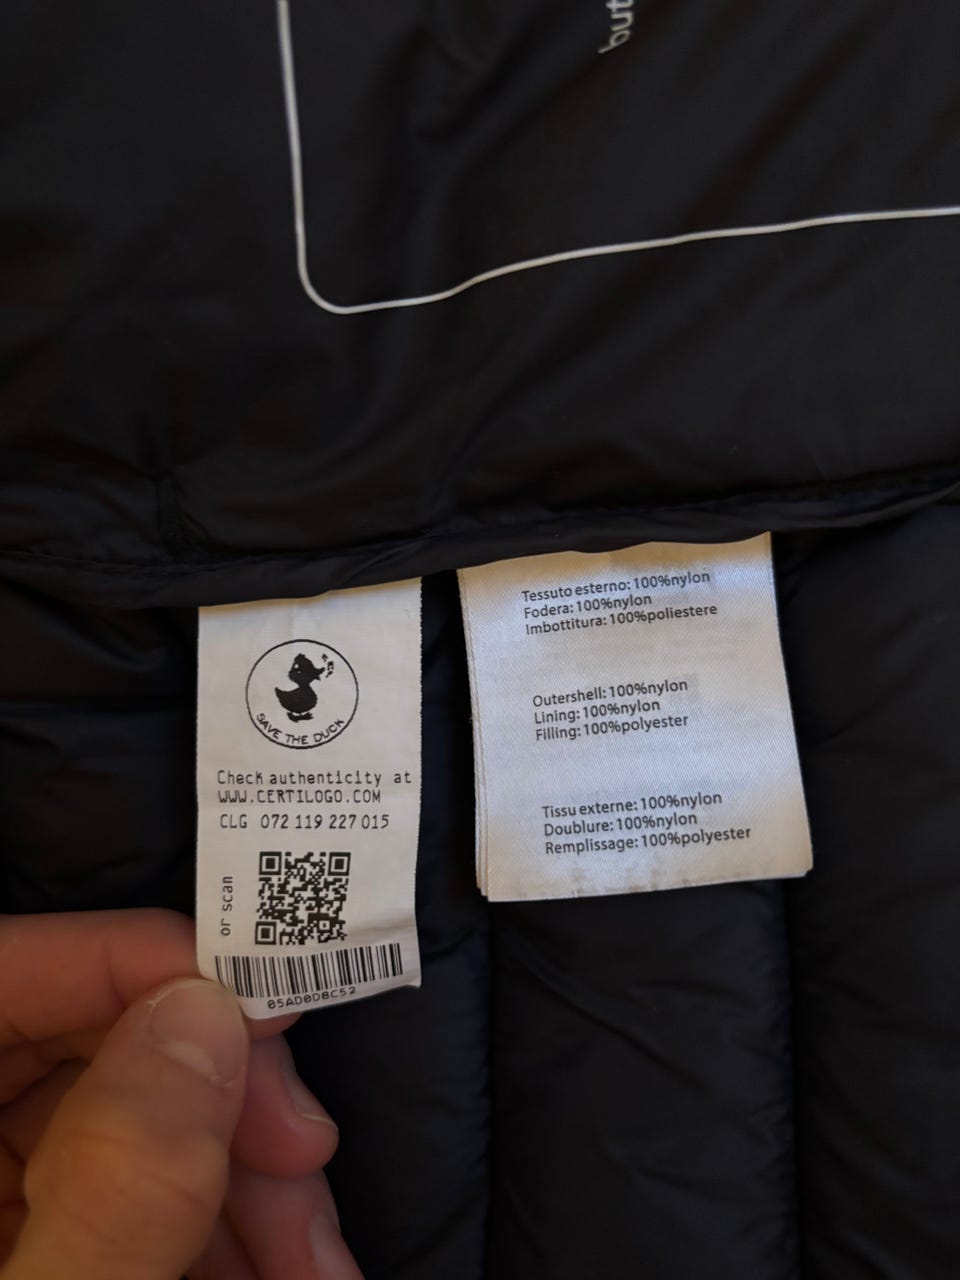 but
SAVE THE DUCK
Check authenticity at
WWW.CERTILOGO.COM
CLG 072 119 227 015
or scan
05AD0D8C52
Tessuto esterno: 100%nylon
Fodera: 100%nylon
Imbottitura: 100%poliestere
Outershell: 100%nylon
Lining: 100%nylon
Filling: 100%polyester
Tissu externe: 100%nylon
Doublure: 100%nylon
Remplissage: 100%polyester